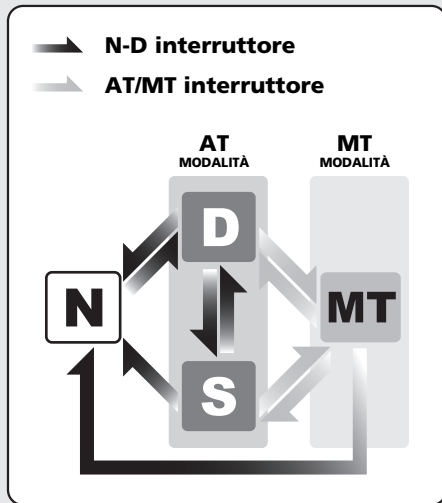 N-D interruttore
AT/MT interruttore
AT MT
MODALITÀ MODALITÀ
D
N MT
S